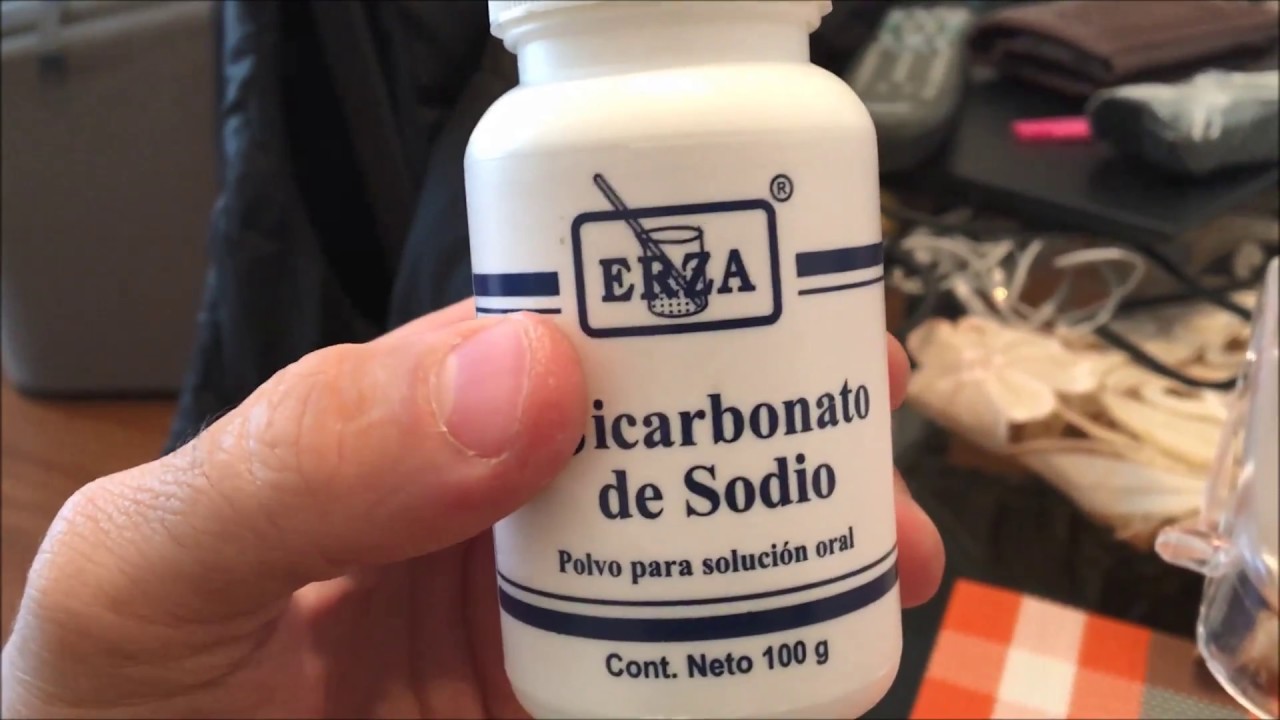 ERZA
®
icarbonato
de Sodio
Polvo para solución oral
Cont. Neto 100 g